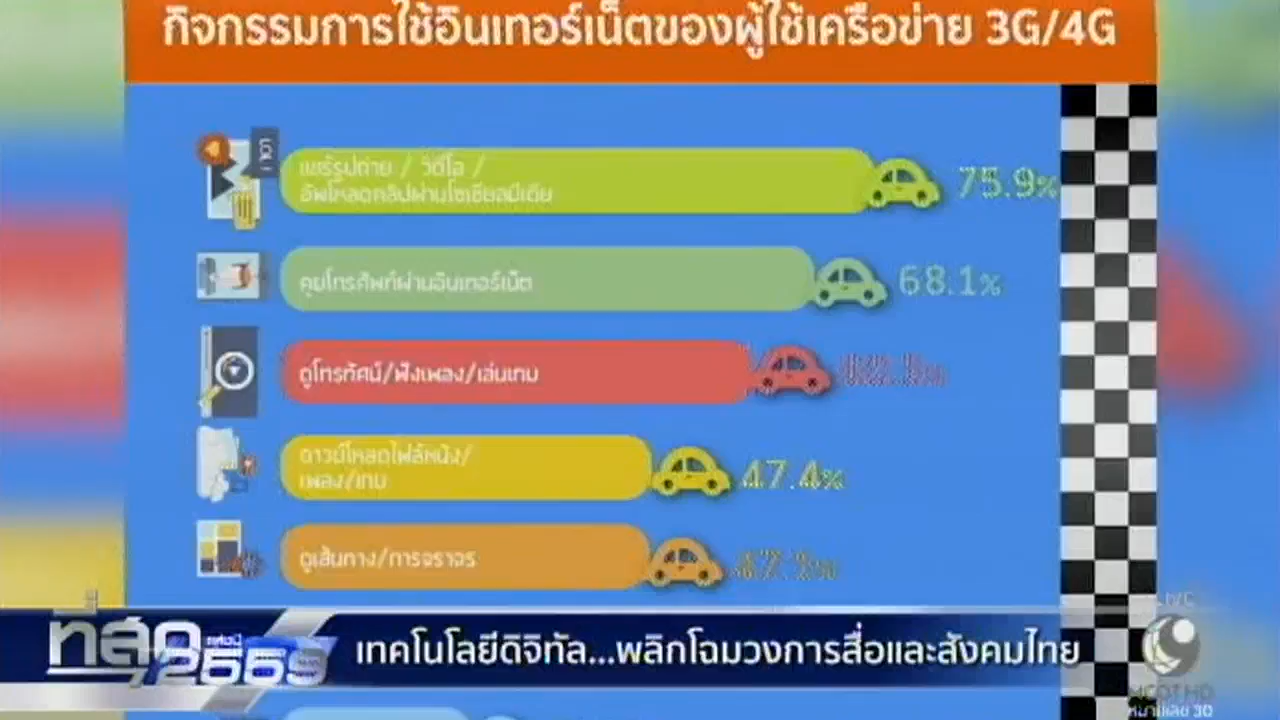 กิจกรรมการใช้อินเทอร์เน็ตของผู้ใช้เครือข่าย 3G/4G
แชร์รูปถ่าย / วิดีโอ /
อัพโหลดคลิปผ่านโซเชียลมีเดีย
75.9%
คุยโทรศัพท์ผ่านอินเทอร์เน็ต
68.1%
ดูโทรทัศน์/ฟังเพลง/เล่นเกม
ดาวน์โหลดไฟล์หนัง/
เพลง/เกม
47.4%
ดูเส้นทาง/การจราจร
ที่สุด
แห่งปี
2559
เทคโนโลยีดิจิทัล...พลิกโฉมวงการสื่อและสังคมไทย
MCOT HD
หมายเลข 30